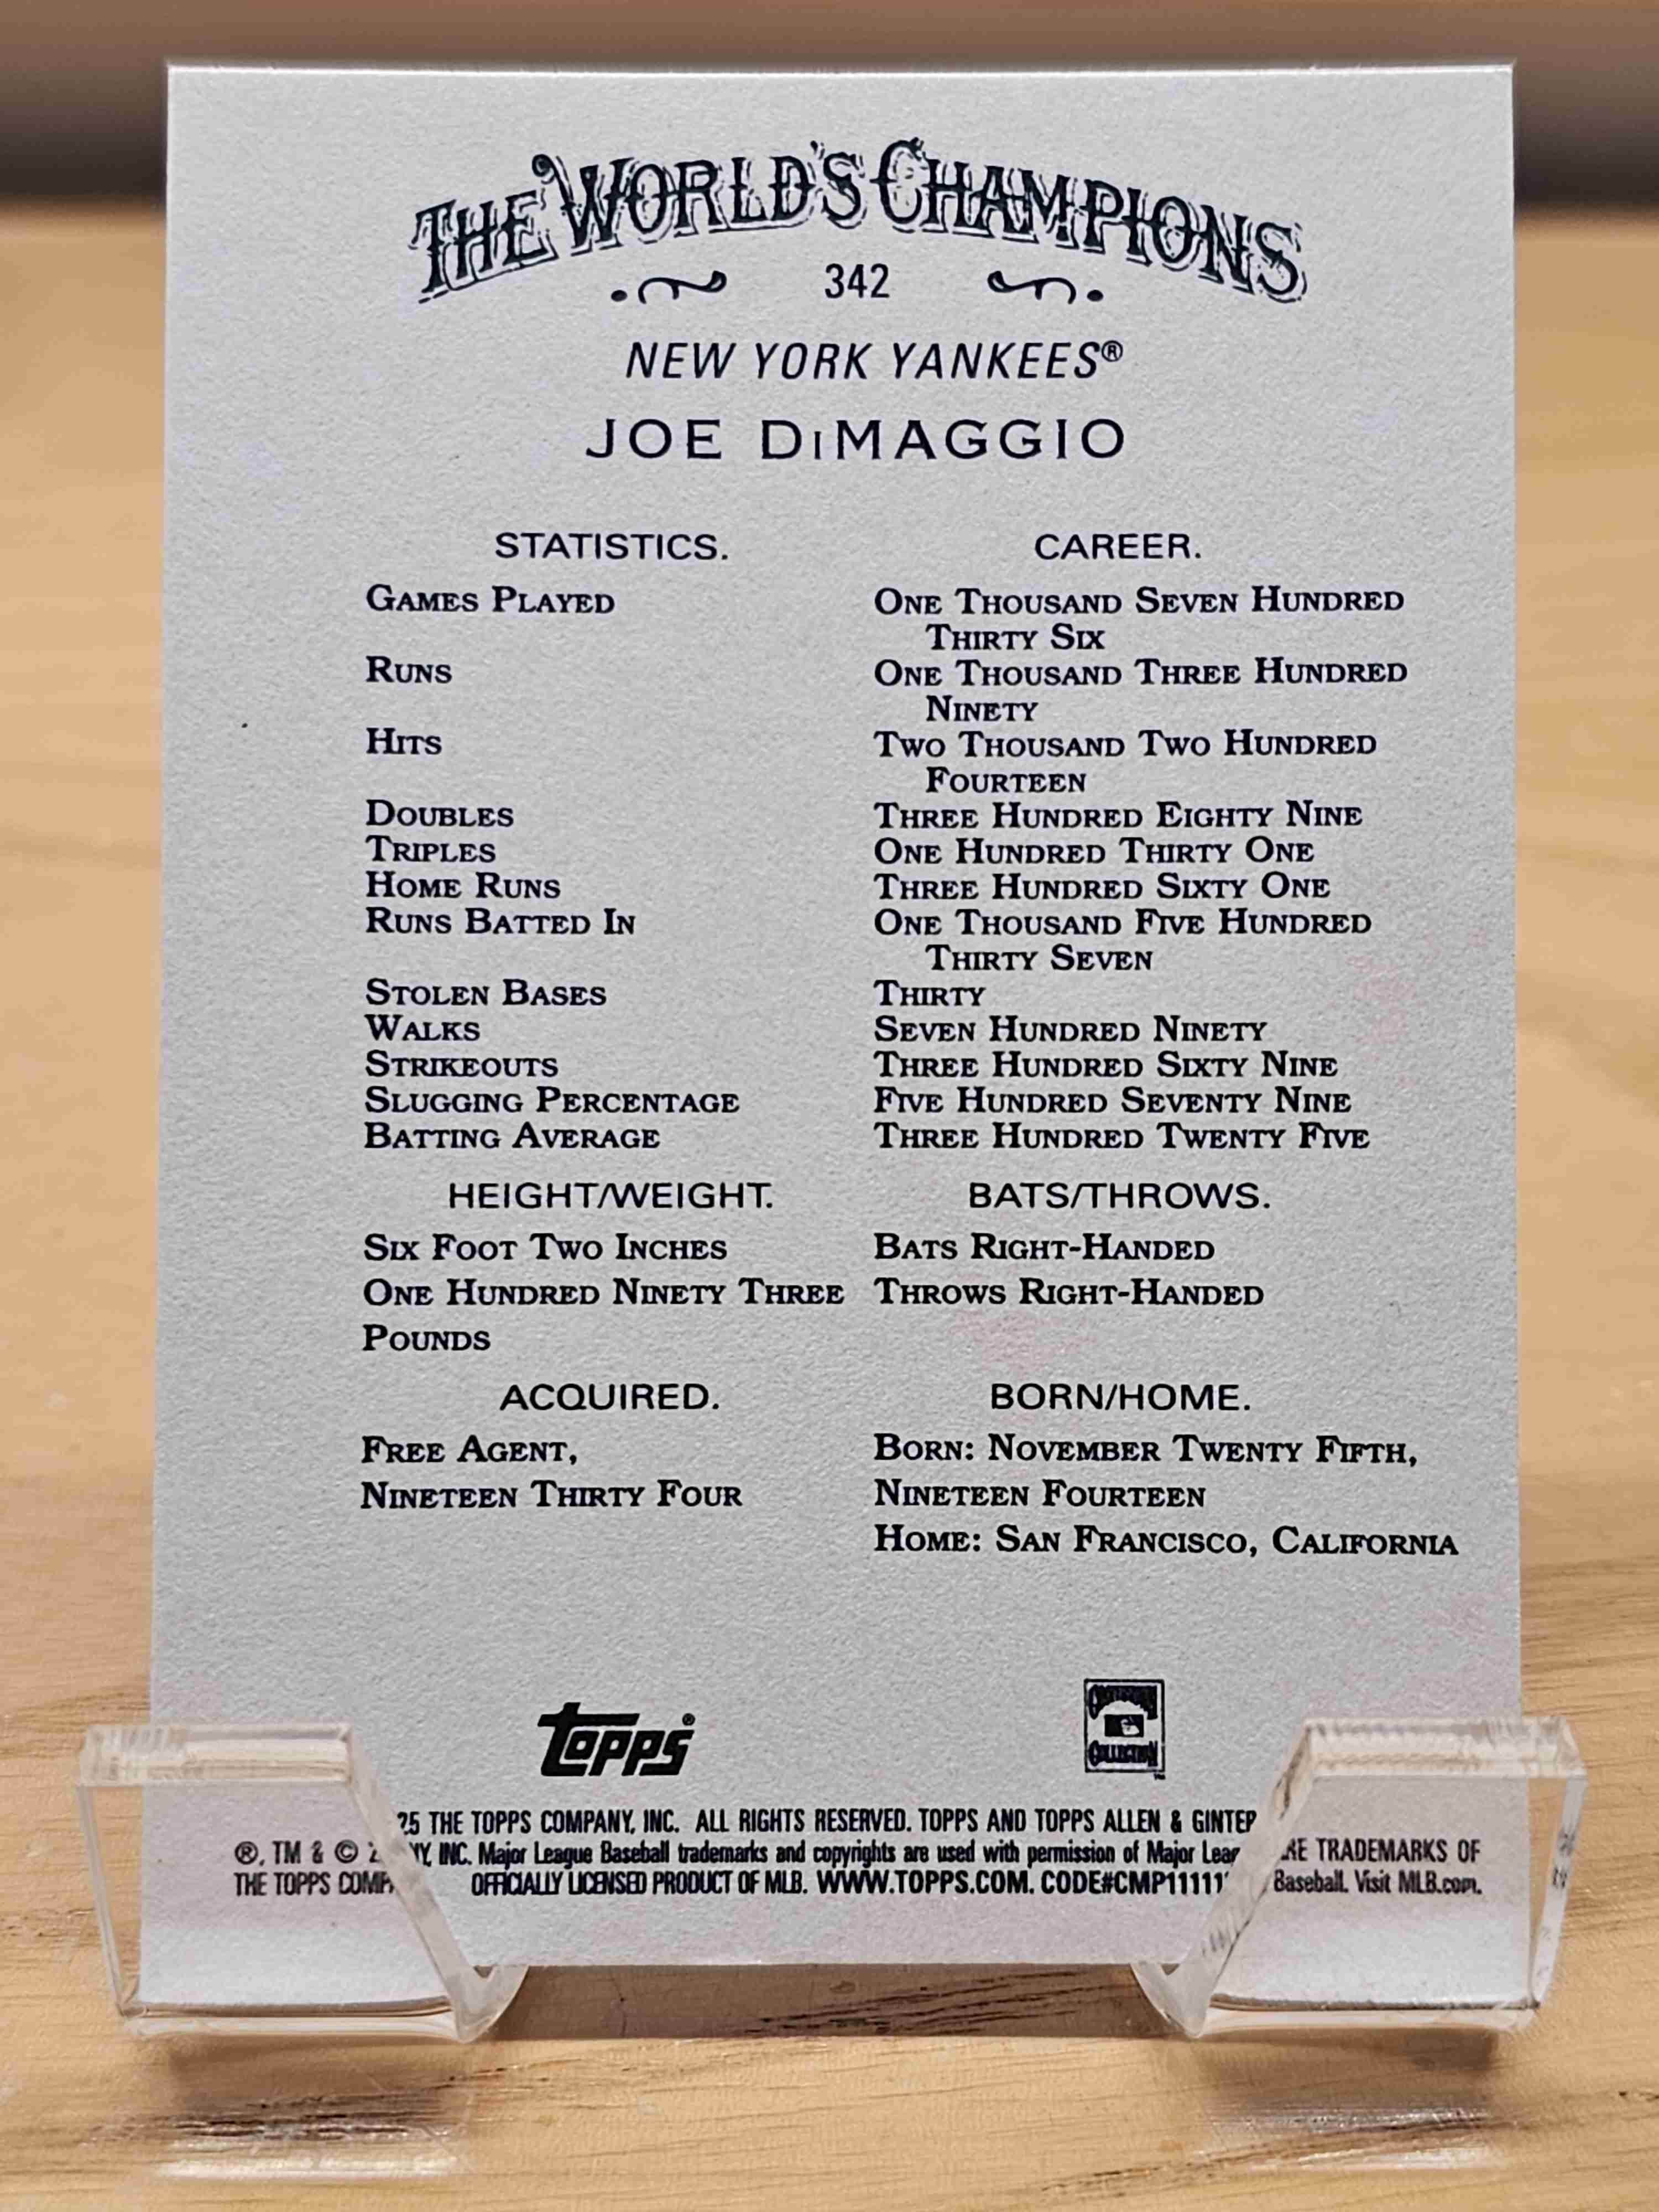 THE WORLD'S CHAMPIONS
342
NEW YORK YANKEES®
JOE DiMAGGIO
STATISTICS. CAREER.
GAMES PLAYED ONE THOUSAND SEVEN HUNDRED
THIRTY SIX
RUNS ONE THOUSAND THREE HUNDRED
NINETY
HITS TWO THOUSAND TWO HUNDRED
FOURTEEN
DOUBLES THREE HUNDRED EIGHTY NINE
TRIPLES ONE HUNDRED THIRTY ONE
HOME RUNS THREE HUNDRED SIXTY ONE
RUNS BATTED IN ONE THOUSAND FIVE HUNDRED
THIRTY SEVEN
STOLEN BASES THIRTY
WALKS SEVEN HUNDRED NINETY
STRIKEOUTS THREE HUNDRED SIXTY NINE
SLUGGING PERCENTAGE FIVE HUNDRED SEVENTY NINE
BATTING AVERAGE THREE HUNDRED TWENTY FIVE
HEIGHT/WEIGHT. BATS/THROWS.
SIX FOOT TWO INCHES BATS RIGHT-HANDED
ONE HUNDRED NINETY THREE THROWS RIGHT-HANDED
POUNDS
ACQUIRED. BORN/HOME.
FREE AGENT, BORN: NOVEMBER TWENTY FIFTH,
NINETEEN THIRTY FOUR NINETEEN FOURTEEN
HOME: SAN FRANCISCO, CALIFORNIA
topps® COOPERSTOWN COLLECTION™
®, TM & © 25 THE TOPPS COMPANY, INC. ALL RIGHTS RESERVED. TOPPS AND TOPPS ALLEN & GINTER TRADEMARKS OF
THE TOPPS INC. Major League Baseball trademarks and copyrights are used with permission of Major Baseball. Visit MLB.com.
OFFICIALLY LICENSED PRODUCT OF MLB. WWW.TOPPS.COM. CODE#CMP11111